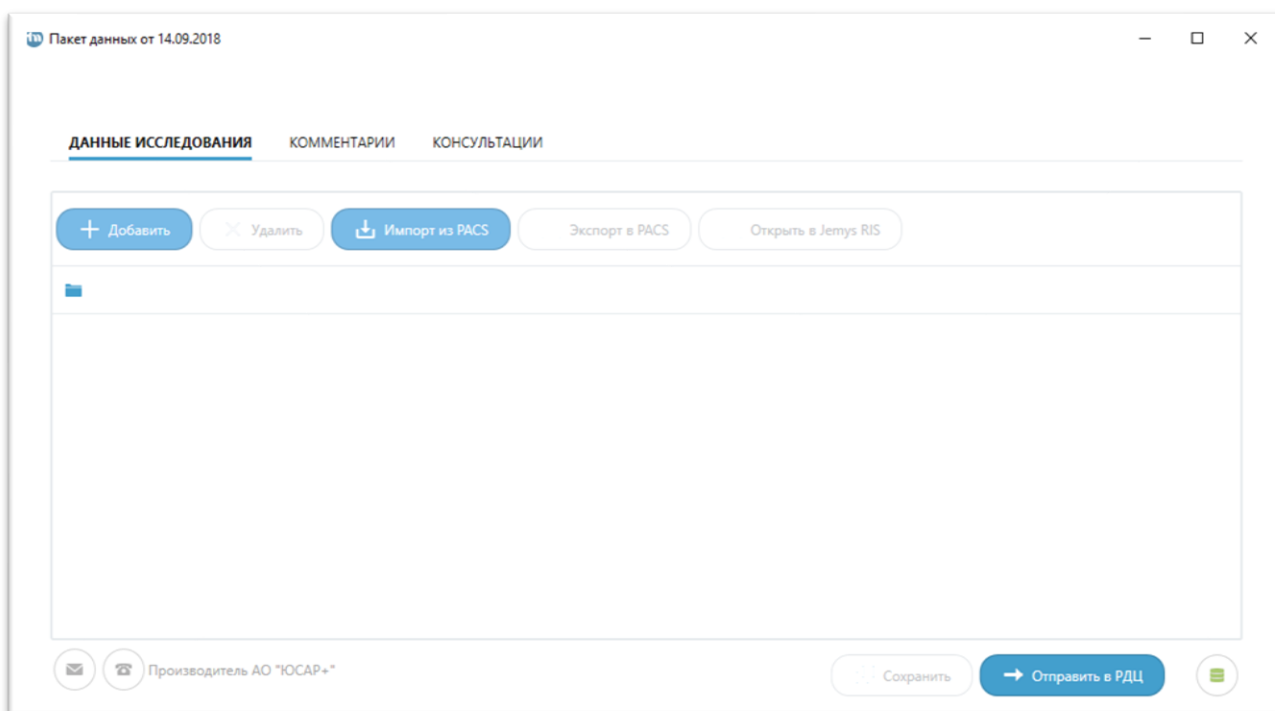 Пакет данных от 14.09.2018
ДАННЫЕ ИССЛЕДОВАНИЯ КОММЕНТАРИИ КОНСУЛЬТАЦИИ
Добавить Удалить Импорт из PACS Экспорт в PACS Открыть в Jemys RIS
Производитель АО "ЮСАР+" Сохранить Отправить в РДЦ